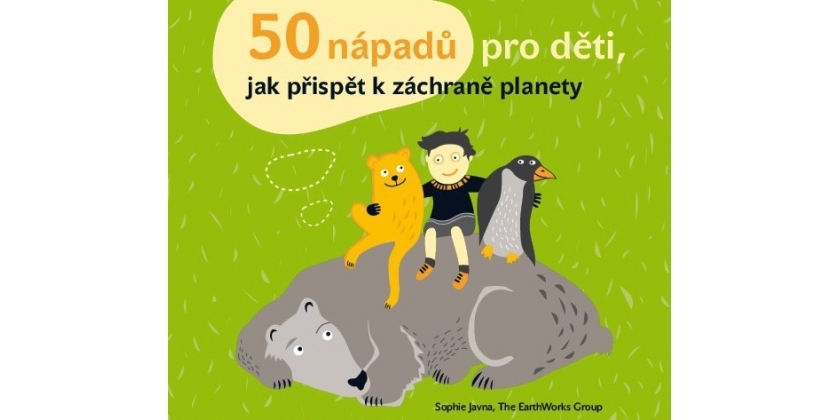 50 nápadů pro děti,
jak přispět k záchraně planety
Sophie Javna, The EarthWorks Group